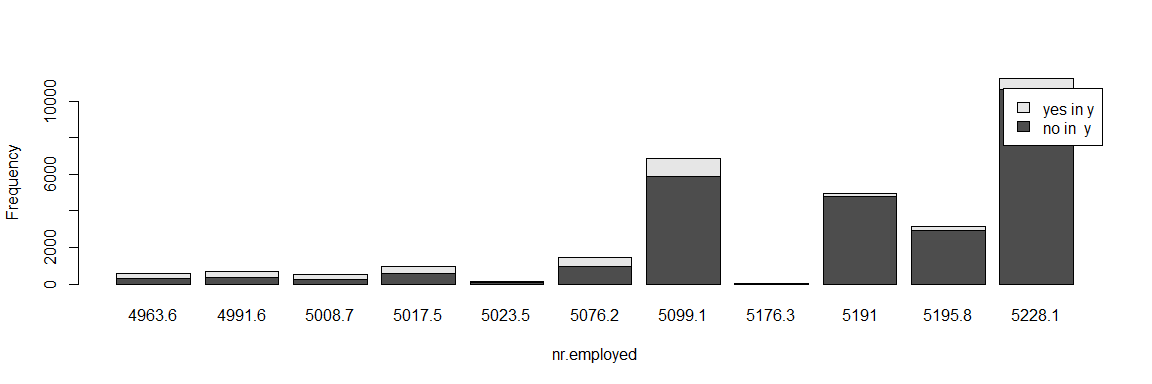 Frequency
10000
6000
2000
0
yes in y
no in  y
4963.6 4991.6 5008.7 5017.5 5023.5 5076.2 5099.1 5176.3 5191 5195.8 5228.1
nr.employed